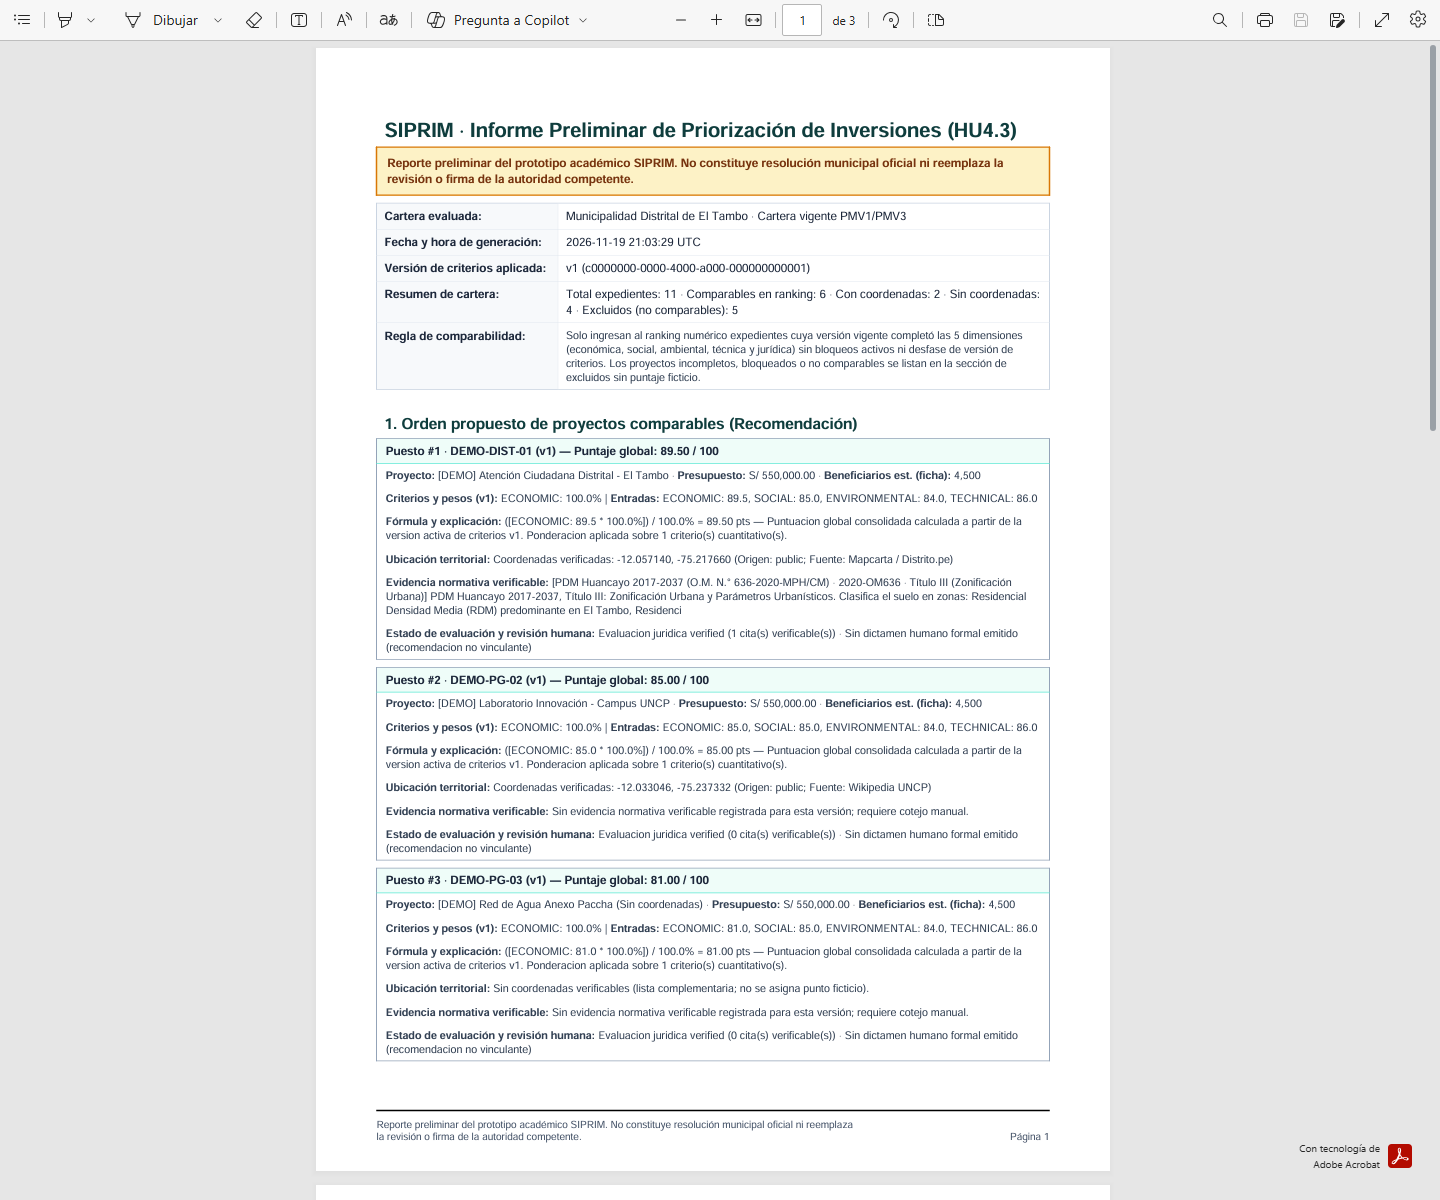 Dibujar
Pregunta a Copilot
1 de 3
SIPRIM · Informe Preliminar de Priorización de Inversiones (HU4.3)
Reporte preliminar del prototipo académico SIPRIM. No constituye resolución municipal oficial ni reemplaza la
revisión o firma de la autoridad competente.
Cartera evaluada: Municipalidad Distrital de El Tambo · Cartera vigente PMV1/PMV3
Fecha y hora de generación: 2026-11-19 21:03:29 UTC
Versión de criterios aplicada: v1 (c0000000-0000-4000-a000-000000000001)
Resumen de cartera: Total expedientes: 11 · Comparables en ranking: 6 · Con coordenadas: 2 · Sin coordenadas:
4 · Excluidos (no comparables): 5
Regla de comparabilidad: Solo ingresan al ranking numérico expedientes cuya versión vigente completó las 5 dimensiones
(económica, social, ambiental, técnica y jurídica) sin bloqueos activos ni desfase de versión de
criterios. Los proyectos incompletos, bloqueados o no comparables se listan en la sección de
excluidos sin puntaje ficticio.
1. Orden propuesto de proyectos comparables (Recomendación)
Puesto #1 · DEMO-DIST-01 (v1) — Puntaje global: 89.50 / 100
Proyecto: [DEMO] Atención Ciudadana Distrital - El Tambo · Presupuesto: S/ 550,000.00 · Beneficiarios est. (ficha): 4,500
Criterios y pesos (v1): ECONOMIC: 100.0% | Entradas: ECONOMIC: 89.5, SOCIAL: 85.0, ENVIRONMENTAL: 84.0, TECHNICAL: 86.0
Fórmula y explicación: ([ECONOMIC: 89.5 * 100.0%]) / 100.0% = 89.50 pts — Puntuacion global consolidada calculada a partir de la
version activa de criterios v1. Ponderacion aplicada sobre 1 criterio(s) cuantitativo(s).
Ubicación territorial: Coordenadas verificadas: -12.057140, -75.217660 (Origen: public; Fuente: Mapcarta / Distrito.pe)
Evidencia normativa verificable: [PDM Huancayo 2017-2037 (O.M. N.° 636-2020-MPH/CM) · 2020-OM636 · Título III (Zonificación
Urbana)] PDM Huancayo 2017-2037, Título III: Zonificación Urbana y Parámetros Urbanísticos. Clasifica el suelo en zonas: Residencial
Densidad Media (RDM) predominante en El Tambo, Residenci
Estado de evaluación y revisión humana: Evaluacion juridica verified (1 cita(s) verificable(s)) · Sin dictamen humano formal emitido
(recomendacion no vinculante)
Puesto #2 · DEMO-PG-02 (v1) — Puntaje global: 85.00 / 100
Proyecto: [DEMO] Laboratorio Innovación - Campus UNCP · Presupuesto: S/ 550,000.00 · Beneficiarios est. (ficha): 4,500
Criterios y pesos (v1): ECONOMIC: 100.0% | Entradas: ECONOMIC: 85.0, SOCIAL: 85.0, ENVIRONMENTAL: 84.0, TECHNICAL: 86.0
Fórmula y explicación: ([ECONOMIC: 85.0 * 100.0%]) / 100.0% = 85.00 pts — Puntuacion global consolidada calculada a partir de la
version activa de criterios v1. Ponderacion aplicada sobre 1 criterio(s) cuantitativo(s).
Ubicación territorial: Coordenadas verificadas: -12.033046, -75.237332 (Origen: public; Fuente: Wikipedia UNCP)
Evidencia normativa verificable: Sin evidencia normativa verificable registrada para esta versión; requiere cotejo manual.
Estado de evaluación y revisión humana: Evaluacion juridica verified (0 cita(s) verificable(s)) · Sin dictamen humano formal emitido
(recomendacion no vinculante)
Puesto #3 · DEMO-PG-03 (v1) — Puntaje global: 81.00 / 100
Proyecto: [DEMO] Red de Agua Anexo Paccha (Sin coordenadas) · Presupuesto: S/ 550,000.00 · Beneficiarios est. (ficha): 4,500
Criterios y pesos (v1): ECONOMIC: 100.0% | Entradas: ECONOMIC: 81.0, SOCIAL: 85.0, ENVIRONMENTAL: 84.0, TECHNICAL: 86.0
Fórmula y explicación: ([ECONOMIC: 81.0 * 100.0%]) / 100.0% = 81.00 pts — Puntuacion global consolidada calculada a partir de la
version activa de criterios v1. Ponderacion aplicada sobre 1 criterio(s) cuantitativo(s).
Ubicación territorial: Sin coordenadas verificables (lista complementaria; no se asigna punto ficticio).
Evidencia normativa verificable: Sin evidencia normativa verificable registrada para esta versión; requiere cotejo manual.
Estado de evaluación y revisión humana: Evaluacion juridica verified (0 cita(s) verificable(s)) · Sin dictamen humano formal emitido
(recomendacion no vinculante)
Reporte preliminar del prototipo académico SIPRIM. No constituye resolución municipal oficial ni reemplaza
la revisión o firma de la autoridad competente.
Página 1
Con tecnología de
Adobe Acrobat